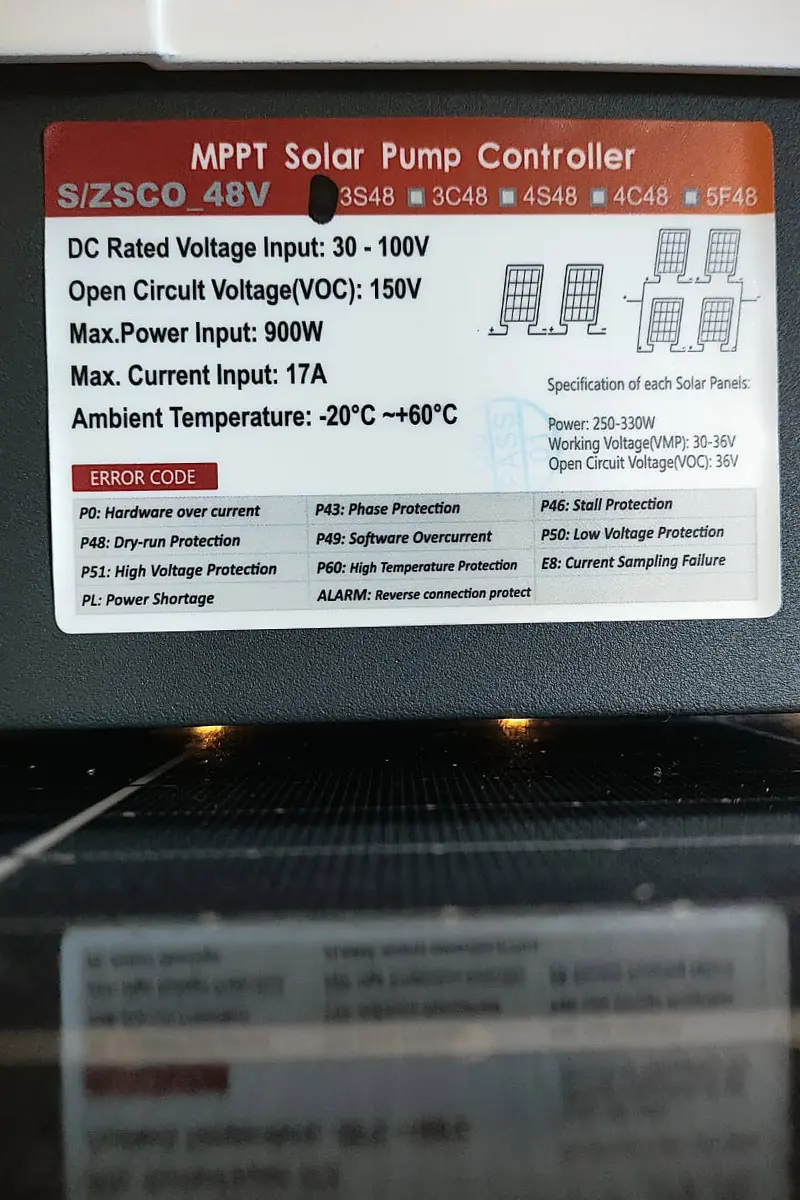 MPPT Solar Pump Controller
S/ZSCO_48V 3S48 3C48 4S48 4C48 5F48
DC Rated Voltage Input: 30 - 100V
Open Circult Voltage(VOC): 150V
Max.Power Input: 900W
Max. Current Input: 17A
Ambient Temperature: -20°C ~+60°C
Specification of each Solar Panels:
Power: 250-330W
Working Voltage(VMP): 30-36V
Open Circuit Voltage(VOC): 36V
PASS
ERROR CODE
P0: Hardware over current P43: Phase Protection P46: Stall Protection
P48: Dry-run Protection P49: Software Overcurrent P50: Low Voltage Protection
P51: High Voltage Protection P60: High Temperature Protection E8: Current Sampling Failure
PL: Power Shortage ALARM: Reverse connection protect